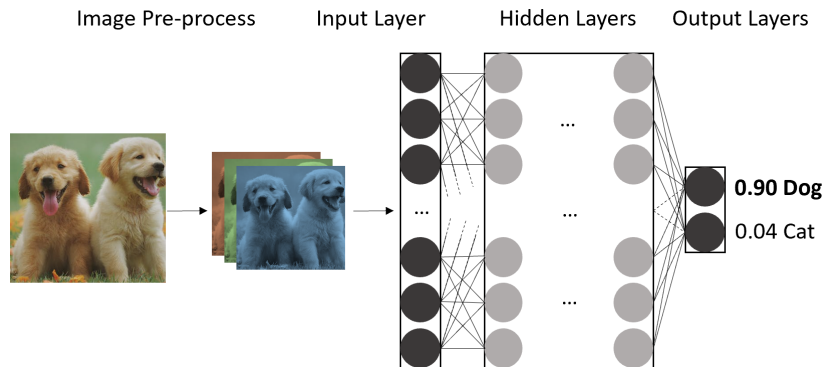 Image Pre-process
Input Layer
Hidden Layers
Output Layers
...
...
...
...
0.90 Dog
0.04 Cat